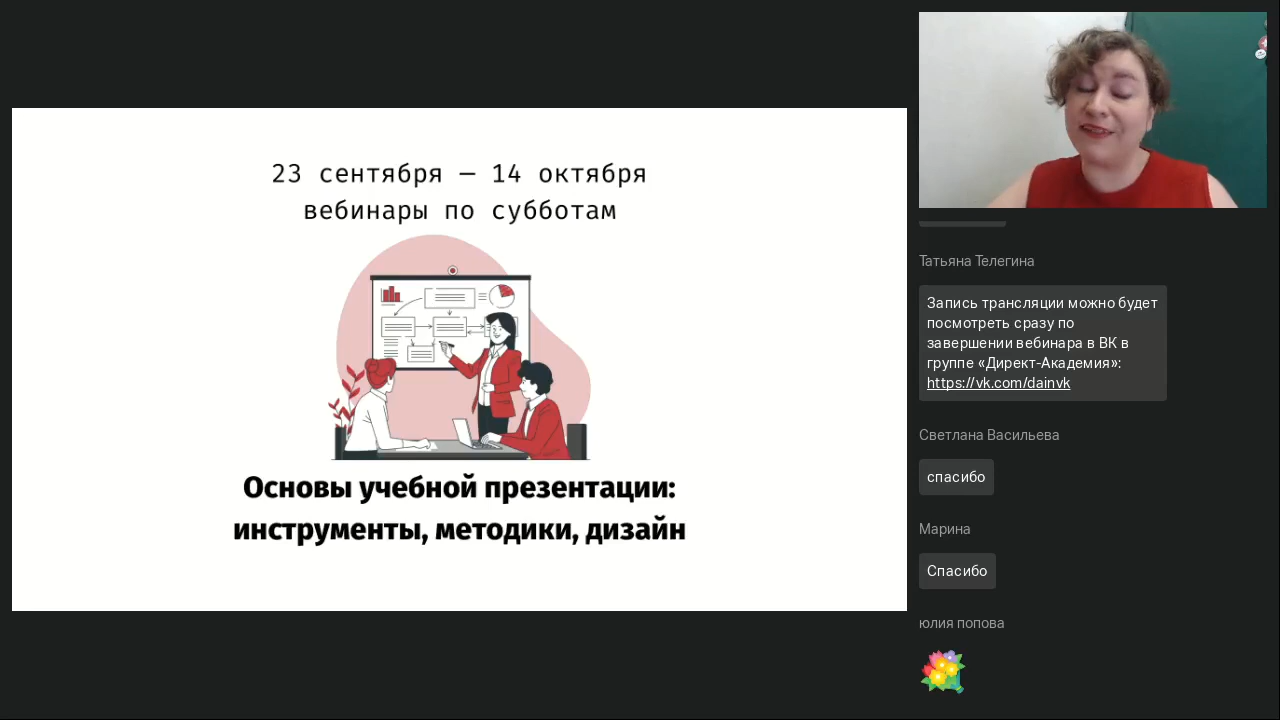 23 сентября — 14 октября
вебинары по субботам
Основы учебной презентации:
инструменты, методики, дизайн
Татьяна Телегина
Запись трансляции можно будет
посмотреть сразу по
завершении вебинара в ВК в
группе «Директ-Академия»:
https://vk.com/dainvk
Светлана Васильева
спасибо
Марина
Спасибо
юлия попова